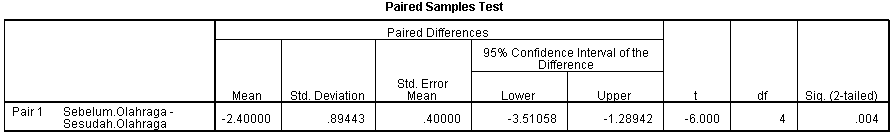 Paired Samples Test
Paired Differences
95% Confidence Interval of the
Difference
Mean Std. Deviation Std. Error
Mean Lower Upper t df Sig. (2-tailed)
Pair 1 Sebelum.Olahraga -
Sesudah.Olahraga -2.40000 .89443 .40000 -3.51058 -1.28942 -6.000 4 .004